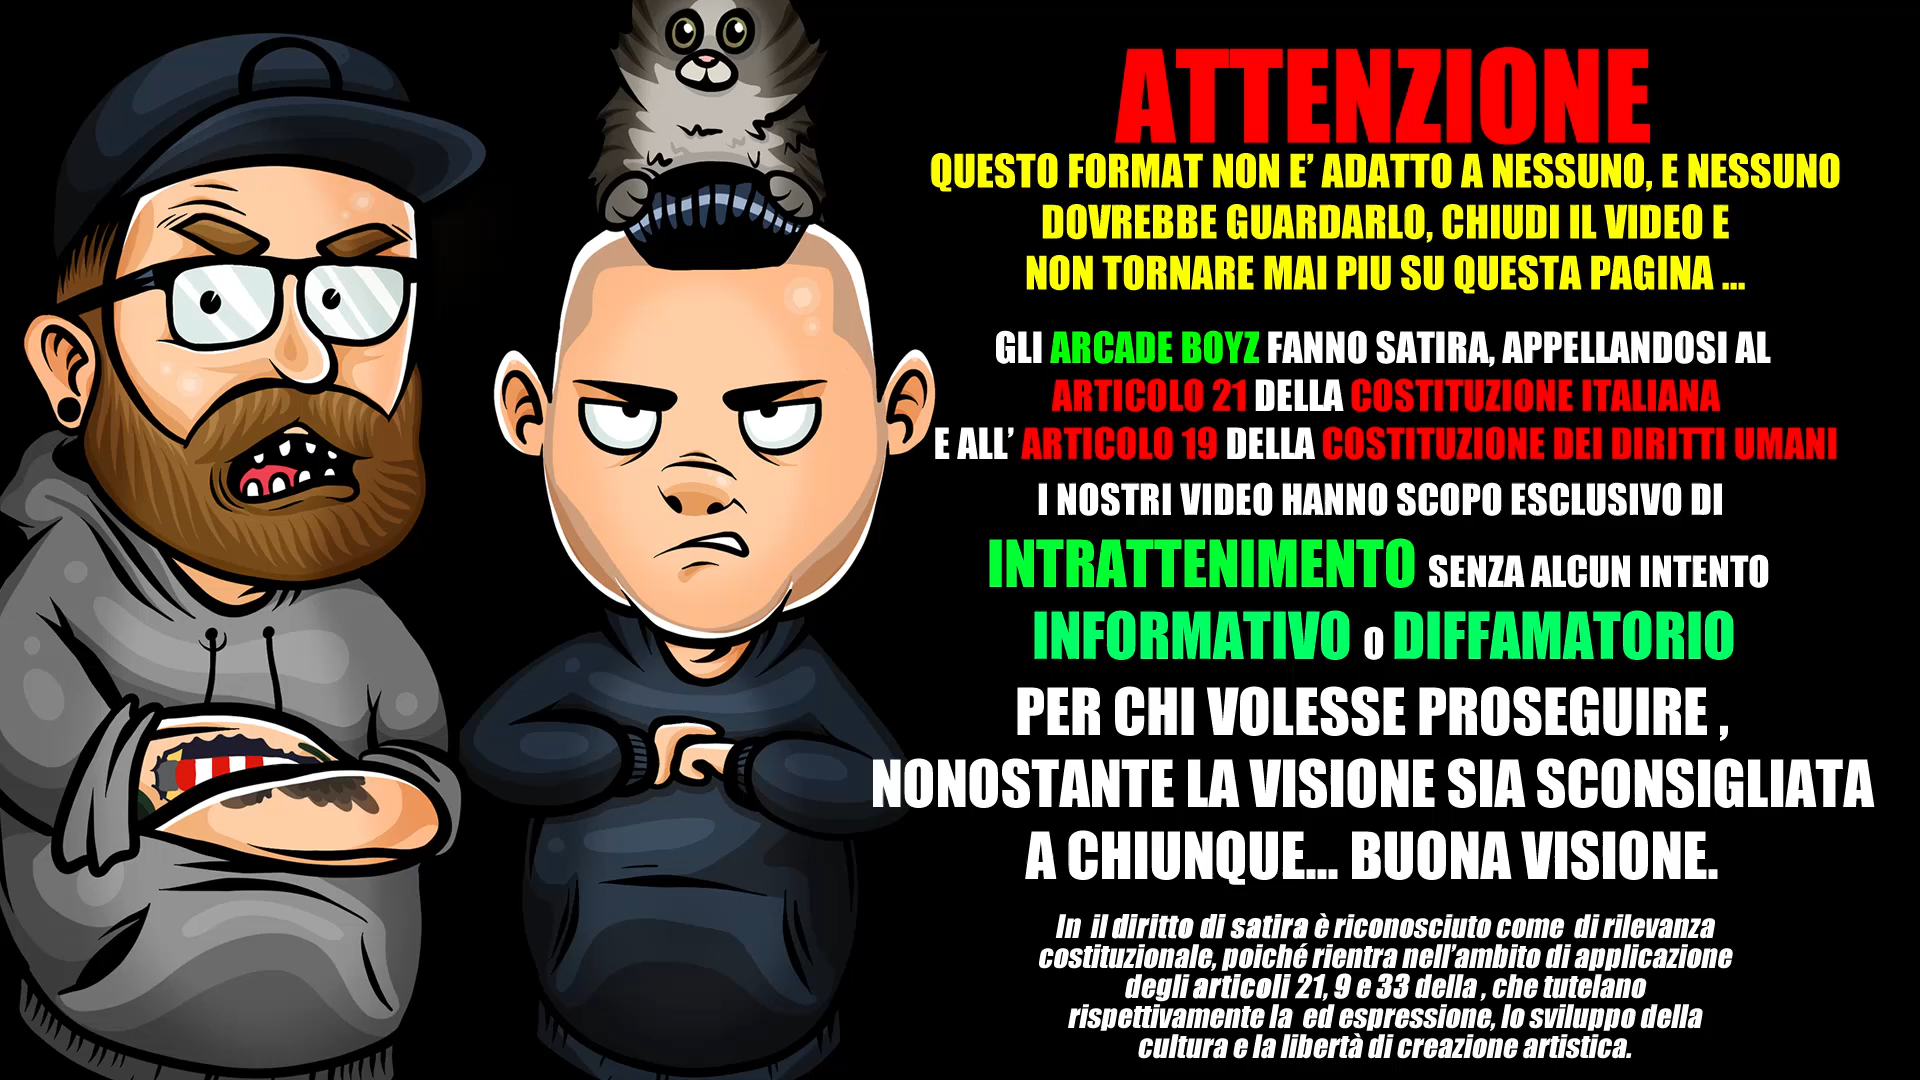 ATTENZIONE
QUESTO FORMAT NON E' ADATTO A NESSUNO, E NESSUNO
DOVREBBE GUARDARLO, CHIUDI IL VIDEO E
NON TORNARE MAI PIU SU QUESTA PAGINA ...
GLI ARCADE BOYZ FANNO SATIRA, APPELLANDOSI AL
ARTICOLO 21 DELLA COSTITUZIONE ITALIANA
E ALL' ARTICOLO 19 DELLA COSTITUZIONE DEI DIRITTI UMANI
I NOSTRI VIDEO HANNO SCOPO ESCLUSIVO DI
INTRATTENIMENTO SENZA ALCUN INTENTO
INFORMATIVO O DIFFAMATORIO
PER CHI VOLESSE PROSEGUIRE ,
NONOSTANTE LA VISIONE SIA SCONSIGLIATA
A CHIUNQUE... BUONA VISIONE.
In il diritto di satira è riconosciuto come di rilevanza
costituzionale, poiché rientra nell'ambito di applicazione
degli articoli 21, 9 e 33 della , che tutelano
rispettivamente la ed espressione, lo sviluppo della
cultura e la libertà di creazione artistica.